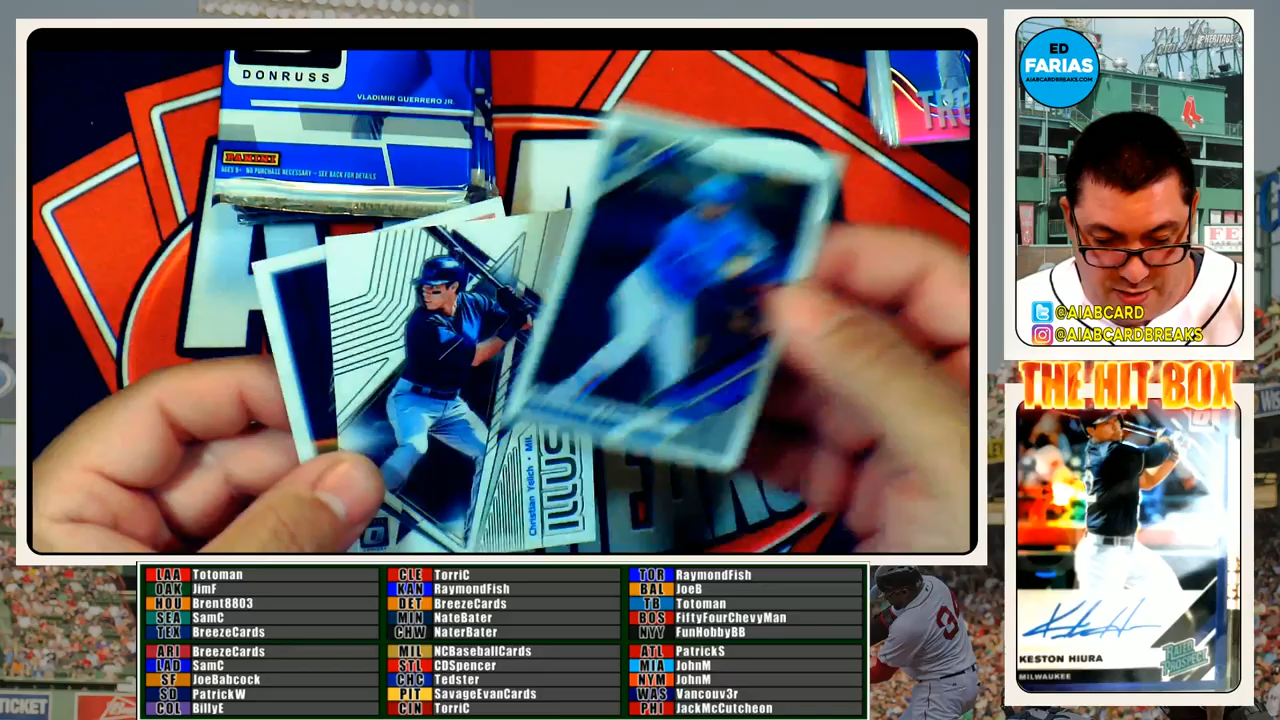 DONRUSS
VLADIMIR GUERRERO JR.
PANINI
AGES 8+ NO PURCHASE NECESSARY – SEE BACK FOR DETAILS
Christian Yelich • MIL
ILLUS
ED
FARIAS
AIABCARDBREAKS.COM
@AIABCARD
@AIABCARDBREAKS
THE HIT BOX
KESTON HIURA
MILWAUKEE
RATED
PROSPECT
LAA Totoman
OAK JimF
HOU Brent8803
SEA SamC
TEX BreezeCards
ARI BreezeCards
LAD SamC
SF JoeBahcock
SD PatrickW
COL BillyE
CLE TorriC
KAN RaymondFish
DET BreezeCards
MIN NateBater
CHW NaterBater
MIL NCBaseballCards
STL CDSpencer
CHC Tedster
PIT SavageEvanCards
CIN TorriC
TOR RaymondFish
BAL JoeB
TB Totoman
BOS FiftyFourChevyMan
NYY FunHobbyBB
ATL PatrickS
MIA JohnM
NYM JohnM
WAS Vancouv3r
PHI JackMcCutcheon